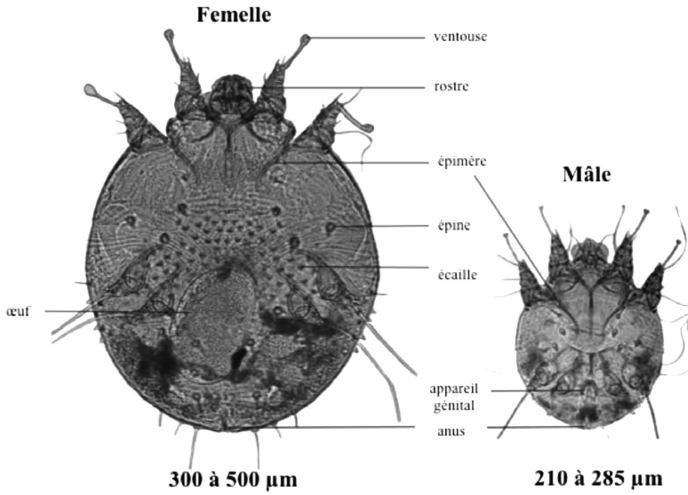 Femelle
ventouse
rostre
épimère
Mâle
épine
écaille
œuf
appareil
génital
anus
300 à 500 µm
210 à 285 µm